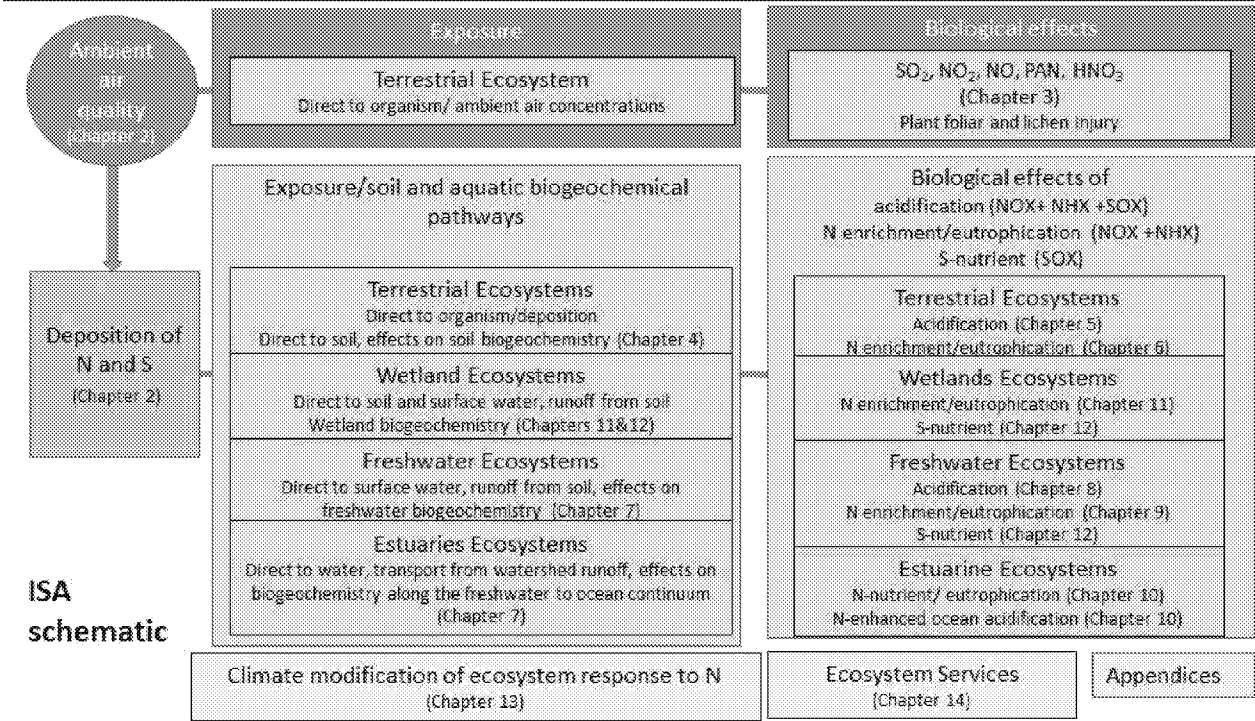 Ambient
air
quality
(Chapter 2)
Exposure
Terrestrial Ecosystem
Direct to organism/ ambient air concentrations
Biological effects
SO₂, NO₂, NO, PAN, HNO₃
(Chapter 3)
Plant foliar and lichen injury
Deposition of
N and S
(Chapter 2)
Exposure/soil and aquatic biogeochemical
pathways
Terrestrial Ecosystems
Direct to organism/deposition
Direct to soil, effects on soil biogeochemistry (Chapter 4)
Wetland Ecosystems
Direct to soil and surface water, runoff from soil
Wetland biogeochemistry (Chapters 11&12)
Freshwater Ecosystems
Direct to surface water, runoff from soil, effects on
freshwater biogeochemistry (Chapter 7)
Estuaries Ecosystems
Direct to water, transport from watershed runoff, effects on
biogeochemistry along the freshwater to ocean continuum
(Chapter 7)
Biological effects of
acidification (NOX+ NHX +SOX)
N enrichment/eutrophication (NOX +NHX)
S-nutrient (SOX)
Terrestrial Ecosystems
Acidification (Chapter 5)
N enrichment/eutrophication (Chapter 6)
Wetlands Ecosystems
N enrichment/eutrophication (Chapter 11)
S-nutrient (Chapter 12)
Freshwater Ecosystems
Acidification (Chapter 8)
N enrichment/eutrophication (Chapter 9)
S-nutrient (Chapter 12)
Estuarine Ecosystems
N-nutrient/ eutrophication (Chapter 10)
N-enhanced ocean acidification (Chapter 10)
ISA
schematic
Climate modification of ecosystem response to N
(Chapter 13)
Ecosystem Services
(Chapter 14)
Appendices